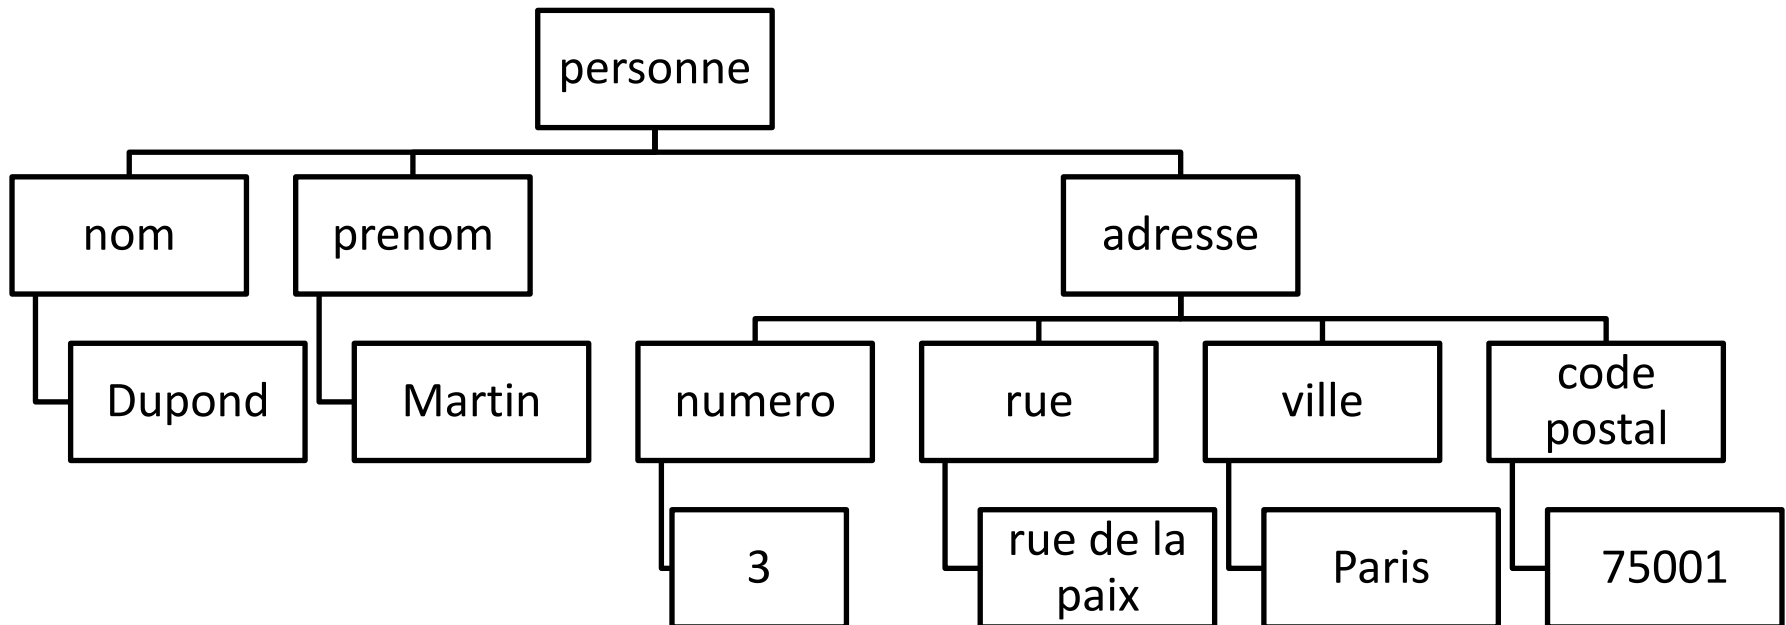 personne
nom
prenom
adresse
Dupond
Martin
numero
rue
ville
code
postal
3
rue de la
paix
Paris
75001